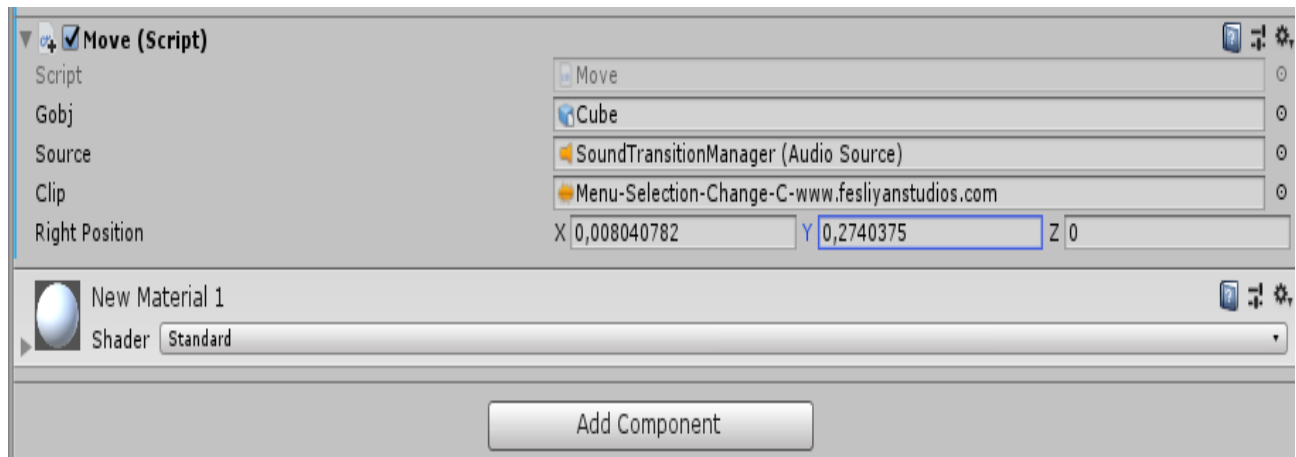 Move (Script)
Script Move
Gobj Cube
Source SoundTransitionManager (Audio Source)
Clip Menu-Selection-Change-C-www.fesliyanstudios.com
Right Position X 0,008040782 Y 0,2740375 Z 0
New Material 1
Shader Standard
Add Component